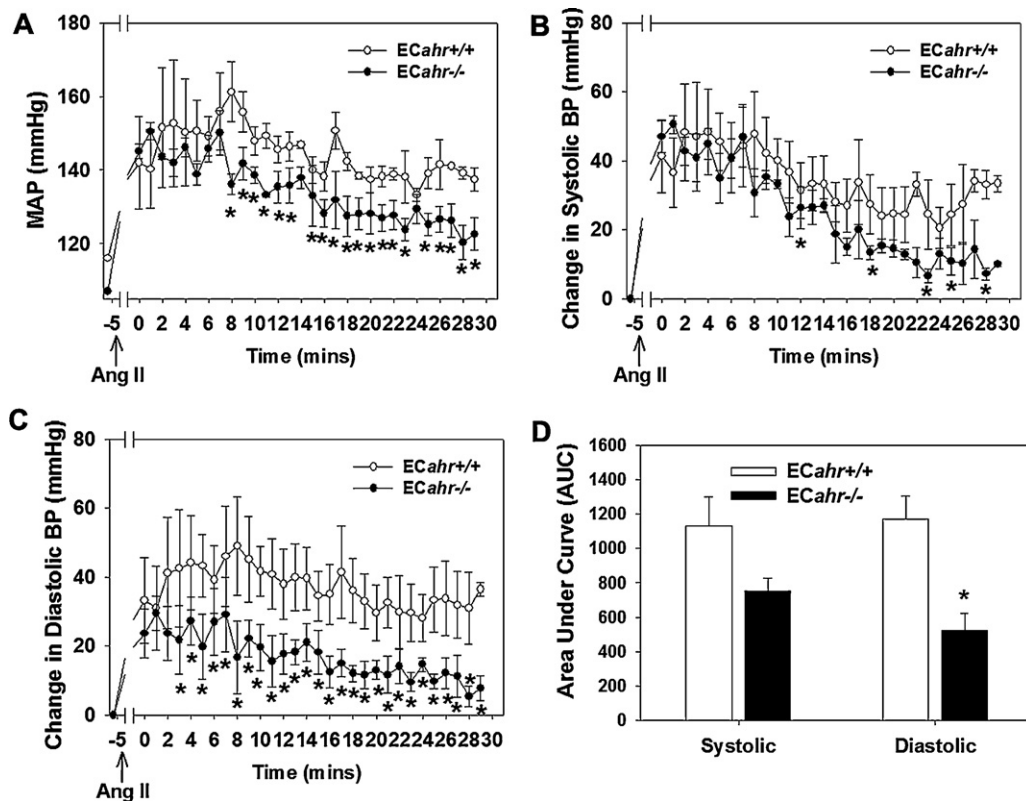 A
MAP (mmHg)
180
160
140
120
ECahr+/+
ECahr-/-
* * * * * * * * * * * * * * * * * * * *
-5 0 2 4 6 8 10 12 14 16 18 20 22 24 26 28 30
Time (mins)
Ang II
B
Change in Systolic BP (mmHg)
80
60
40
20
0
ECahr+/+
ECahr-/-
* * * * *
-5 0 2 4 6 8 10 12 14 16 18 20 22 24 26 28 30
Time (mins)
Ang II
C
Change in Diastolic BP (mmHg)
80
60
40
20
0
ECahr+/+
ECahr-/-
* * * * * * * * * * * * * * * * * * * * * * * * * * *
-5 0 2 4 6 8 10 12 14 16 18 20 22 24 26 28 30
Time (mins)
Ang II
D
Area Under Curve (AUC)
1600
1400
1200
1000
800
600
400
200
0
ECahr+/+
ECahr-/-
*
Systolic Diastolic